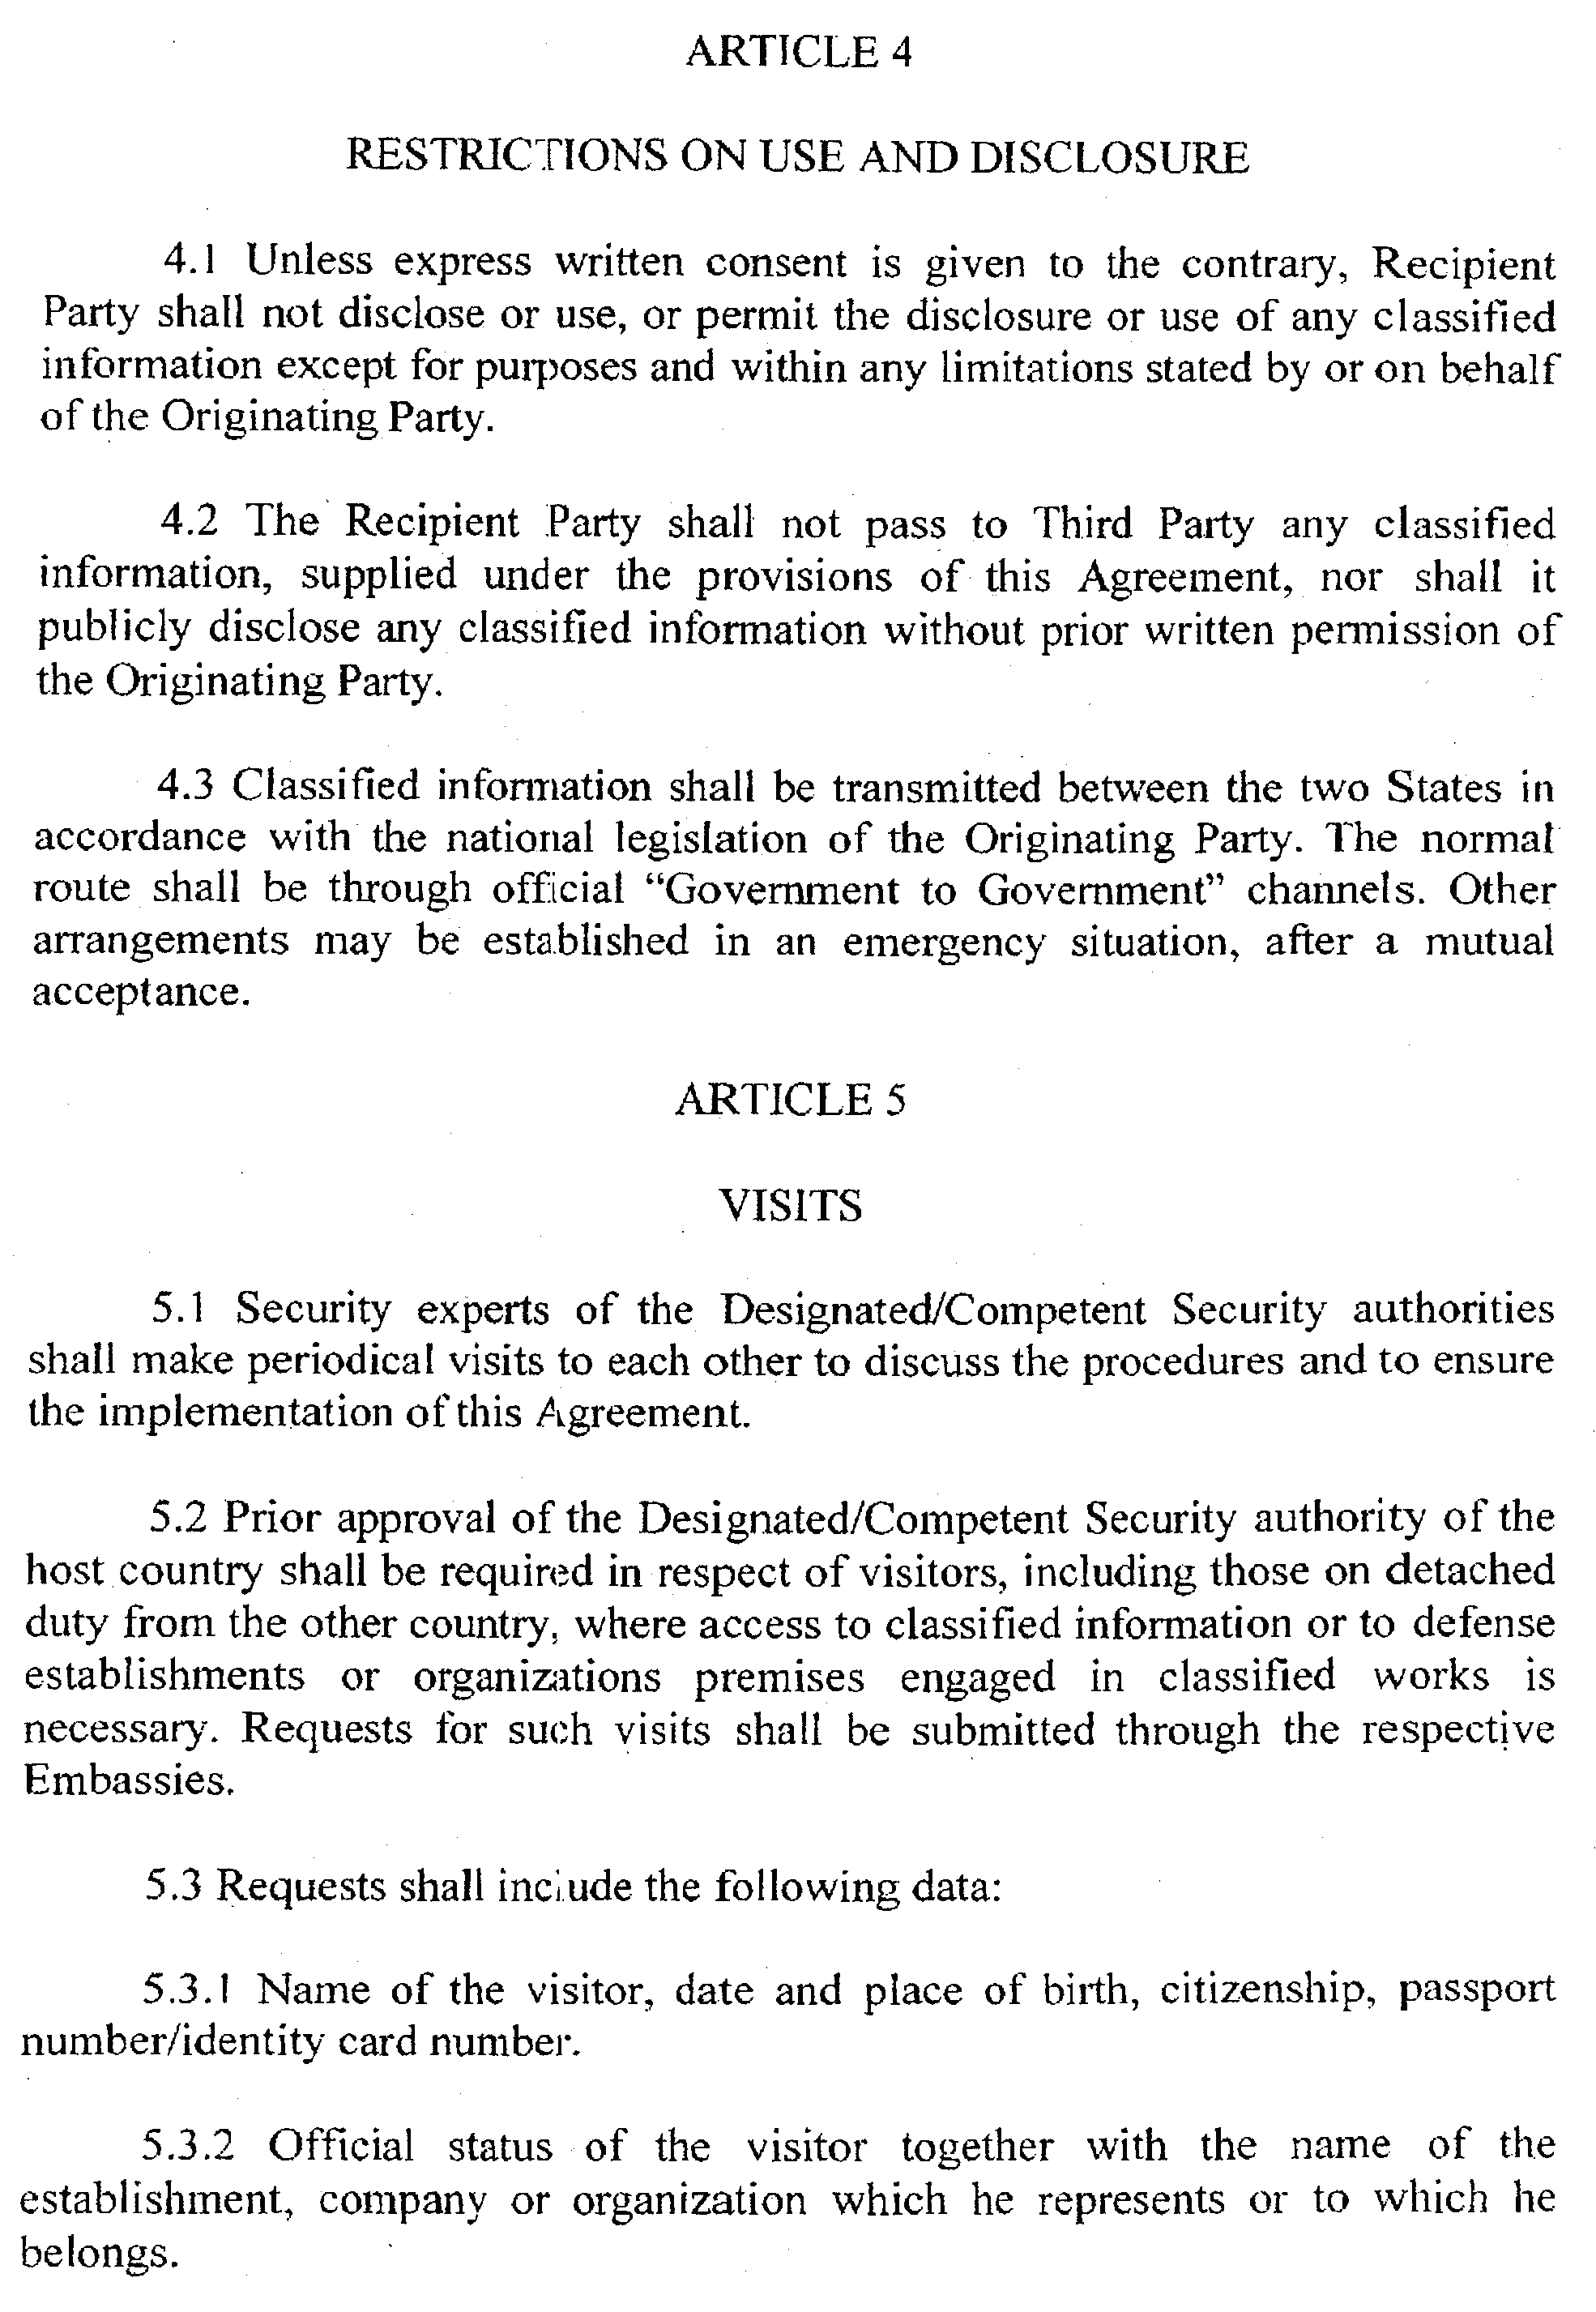 ARTICLE 4
RESTRICTIONS ON USE AND DISCLOSURE
4.1 Unless express written consent is given to the contrary, Recipient
Party shall not disclose or use, or permit the disclosure or use of any classified
information except for purposes and within any limitations stated by or on behalf
of the Originating Party.
4.2 The Recipient Party shall not pass to Third Party any classified
information, supplied under the provisions of this Agreement, nor shall it
publicly disclose any classified information without prior written permission of
the Originating Party.
4.3 Classified information shall be transmitted between the two States in
accordance with the national legislation of the Originating Party. The normal
route shall be through official “Government to Government” channels. Other
arrangements may be established in an emergency situation, after a mutual
acceptance.
ARTICLE 5
VISITS
5.1 Security experts of the Designated/Competent Security authorities
shall make periodical visits to each other to discuss the procedures and to ensure
the implementation of this Agreement.
5.2 Prior approval of the Designated/Competent Security authority of the
host country shall be required in respect of visitors, including those on detached
duty from the other country, where access to classified information or to defense
establishments or organizations premises engaged in classified works is
necessary. Requests for such visits shall be submitted through the respective
Embassies.
5.3 Requests shall include the following data:
5.3.1 Name of the visitor, date and place of birth, citizenship, passport
number/identity card number.
5.3.2 Official status of the visitor together with the name of the
establishment, company or organization which he represents or to which he
belongs.